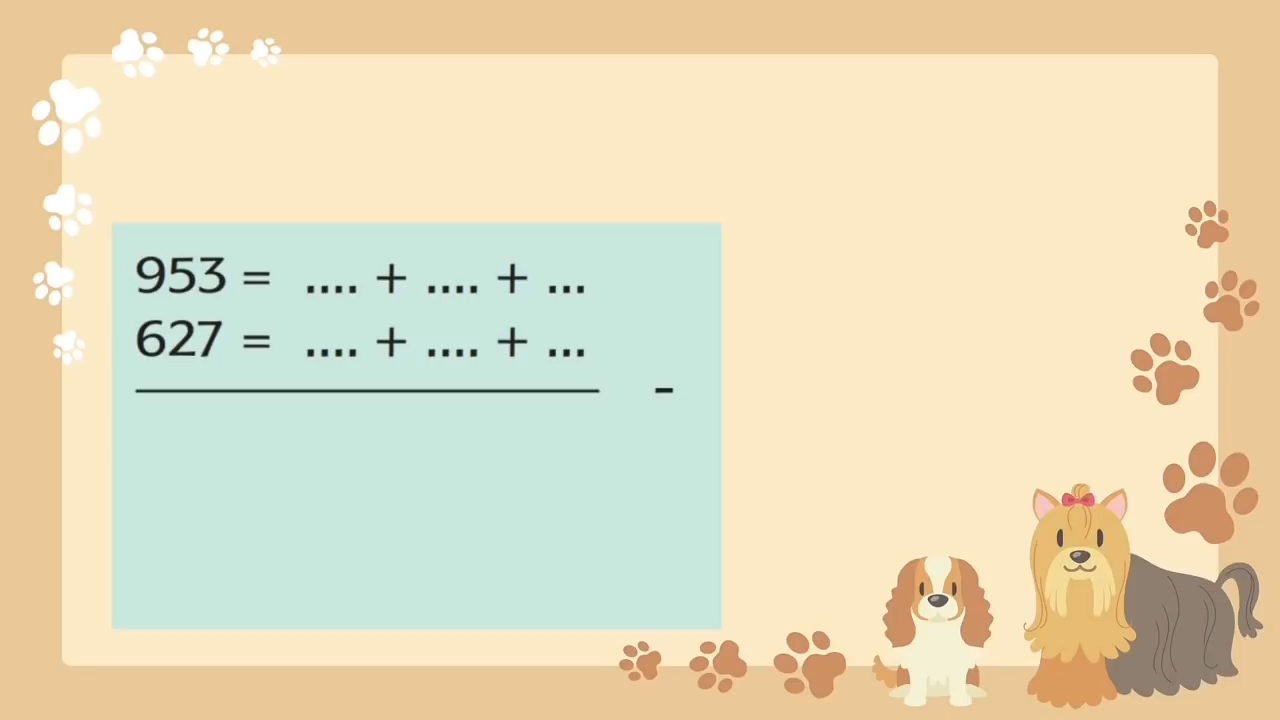 953 = .... + .... + ...
627 = .... + .... + ...
-